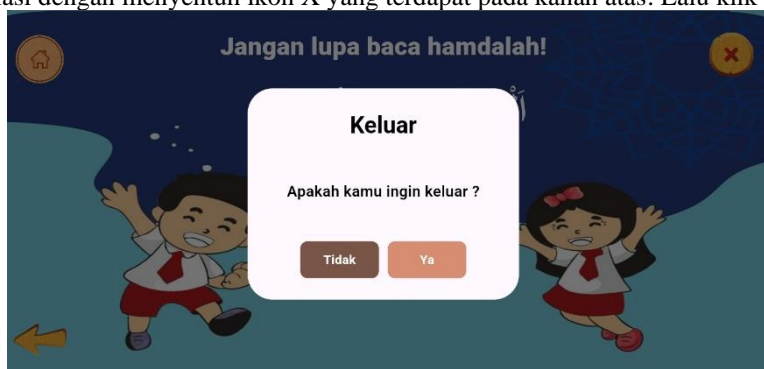 dengan menyentuh ikon X yang terdapat pada kanan atas. Lalu klik
Jangan lupa baca hamdalah!
Keluar
Apakah kamu ingin keluar ?
Tidak
Ya